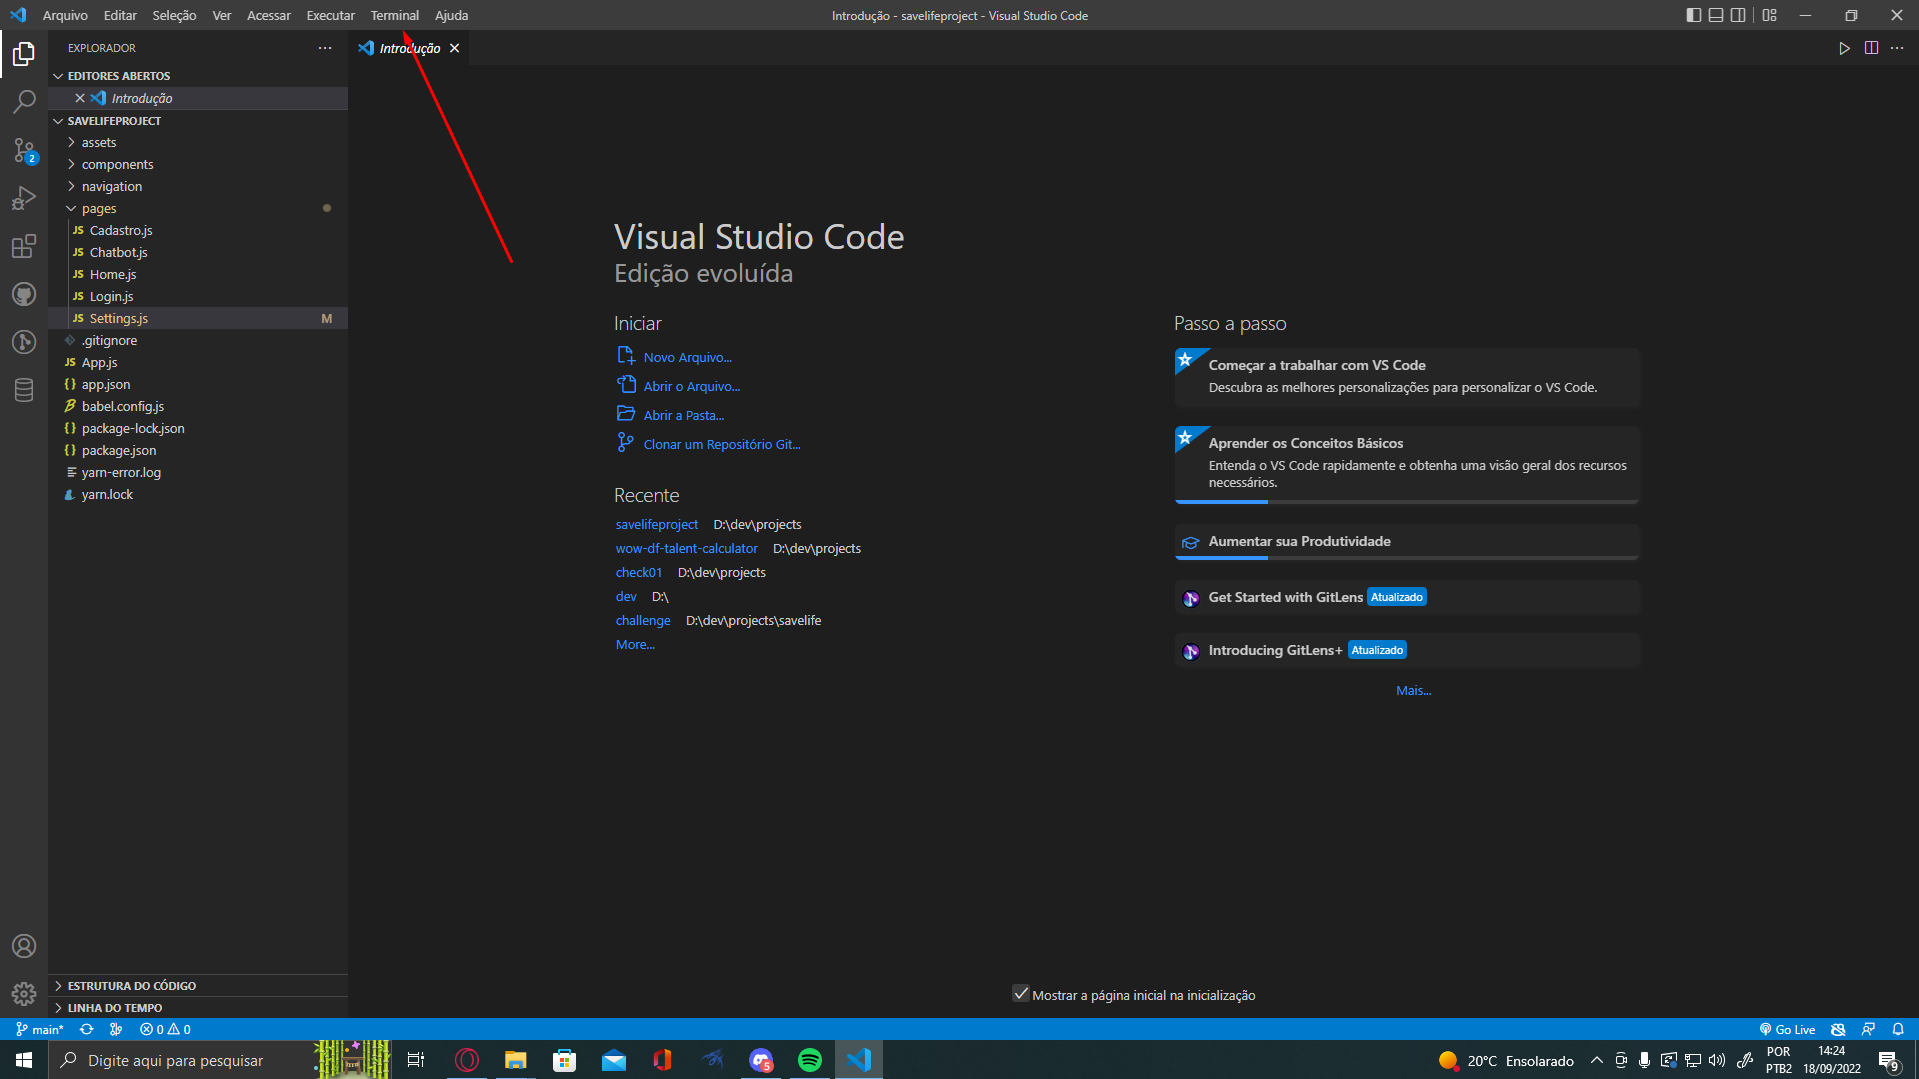 Arquivo Editar Seleção Ver Acessar Executar Terminal Ajuda
Introdução - savelifeproject - Visual Studio Code
EXPLORADOR
Introdução
EDITORES ABERTOS
Introdução
SAVELIFEPROJECT
assets
components
navigation
pages
JS Cadastro.js
JS Chatbot.js
JS Home.js
JS Login.js
JS Settings.js M
.gitignore
JS App.js
{} app.json
babel.config.js
{} package-lock.json
{} package.json
yarn-error.log
yarn.lock
2
ESTRUTURA DO CÓDIGO
LINHA DO TEMPO
Visual Studio Code
Edição evoluída
Iniciar
Novo Arquivo...
Abrir o Arquivo...
Abrir a Pasta...
Clonar um Repositório Git...
Recente
savelifeproject D:\dev\projects
wow-df-talent-calculator D:\dev\projects
check01 D:\dev\projects
dev D:\
challenge D:\dev\projects\savelife
More...
Passo a passo
Começar a trabalhar com VS Code
Descubra as melhores personalizações para personalizar o VS Code.
Aprender os Conceitos Básicos
Entenda o VS Code rapidamente e obtenha uma visão geral dos recursos
necessários.
Aumentar sua Produtividade
Get Started with GitLens Atualizado
Introducing GitLens+ Atualizado
Mais...
Mostrar a página inicial na inicialização
main* 0 0
Go Live
Digite aqui para pesquisar
5
20°C Ensolarado
POR
PTB2
14:24
18/09/2022
9